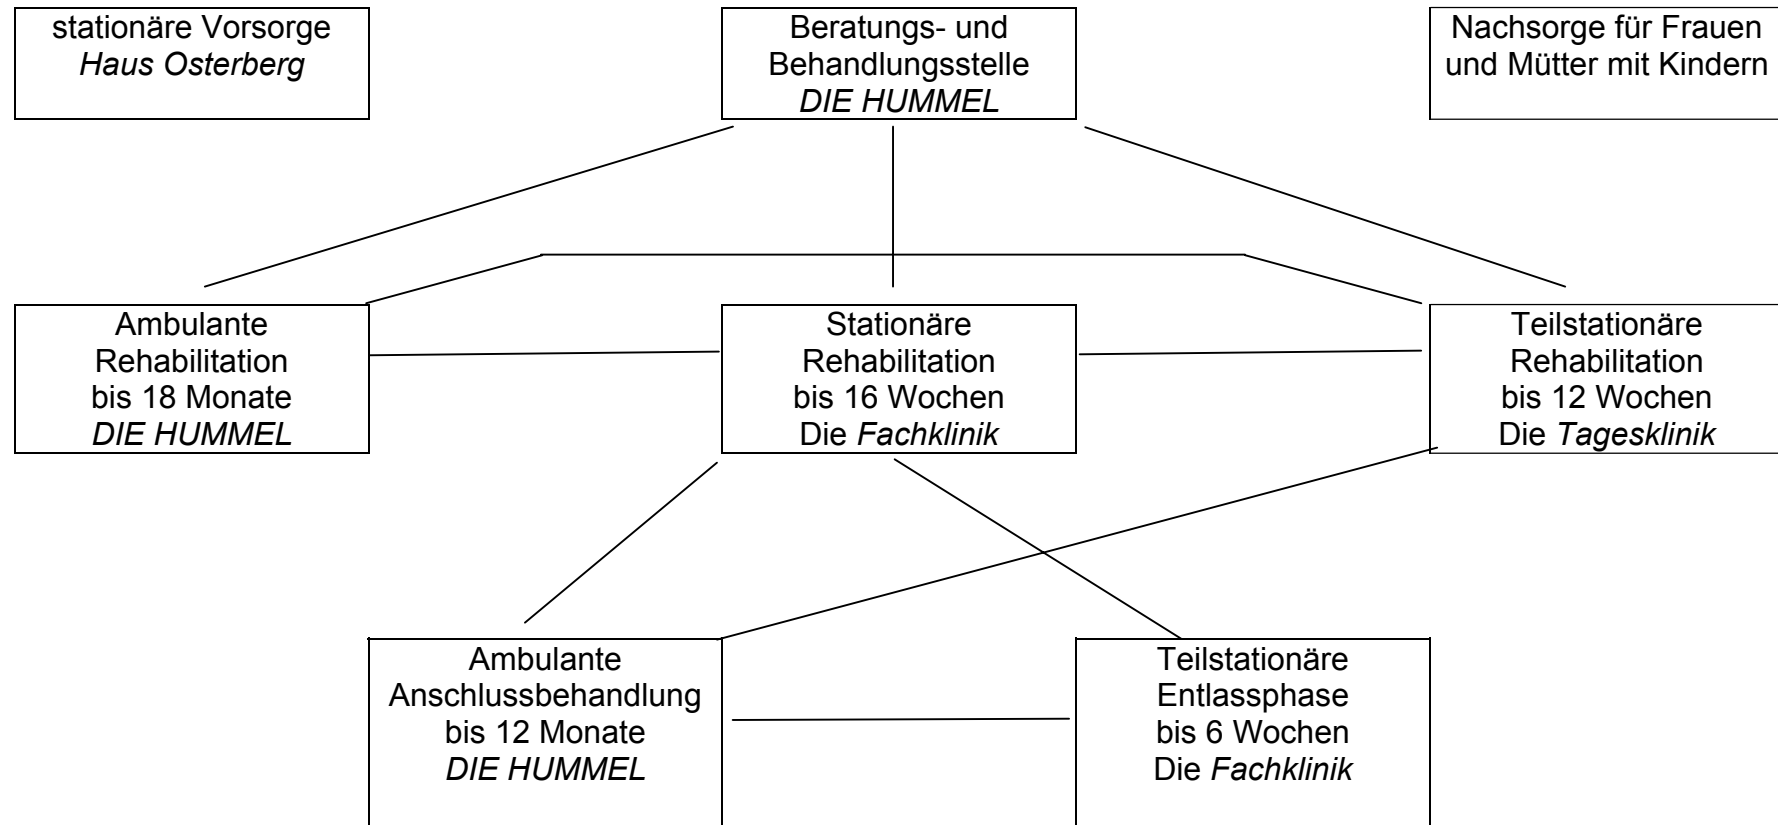 stationäre Vorsorge
Haus Osterberg
Beratungs- und
Behandlungsstelle
DIE HUMMEL
Nachsorge für Frauen
und Mütter mit Kindern
Ambulante
Rehabilitation
bis 18 Monate
DIE HUMMEL
Stationäre
Rehabilitation
bis 16 Wochen
Die Fachklinik
Teilstationäre
Rehabilitation
bis 12 Wochen
Die Tagesklinik
Ambulante
Anschlussbehandlung
bis 12 Monate
DIE HUMMEL
Teilstationäre
Entlassphase
bis 6 Wochen
Die Fachklinik